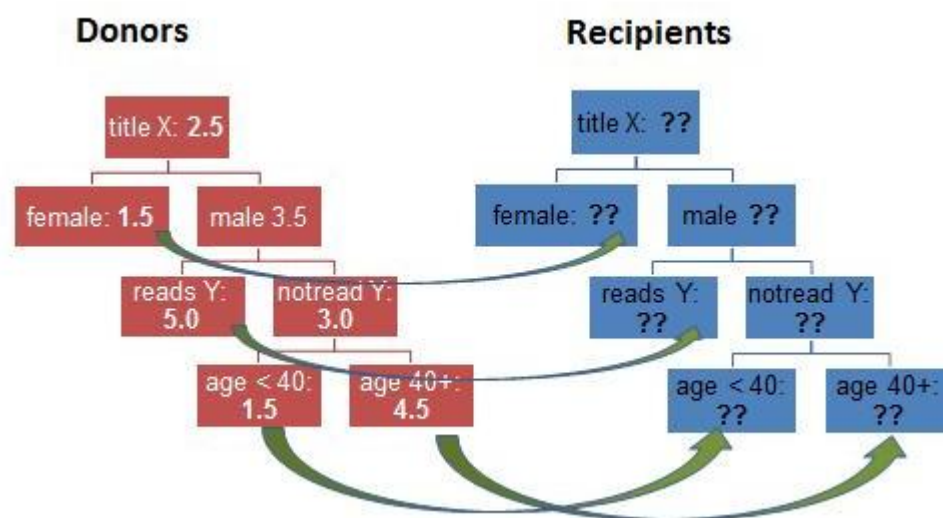 Donors
Recipients
title X: 2.5
title X: ??
female: 1.5
male 3.5
female: ??
male ??
reads Y:
5.0
notread Y:
3.0
reads Y:
??
notread Y:
??
age < 40:
1.5
age 40+:
4.5
age < 40:
??
age 40+:
??